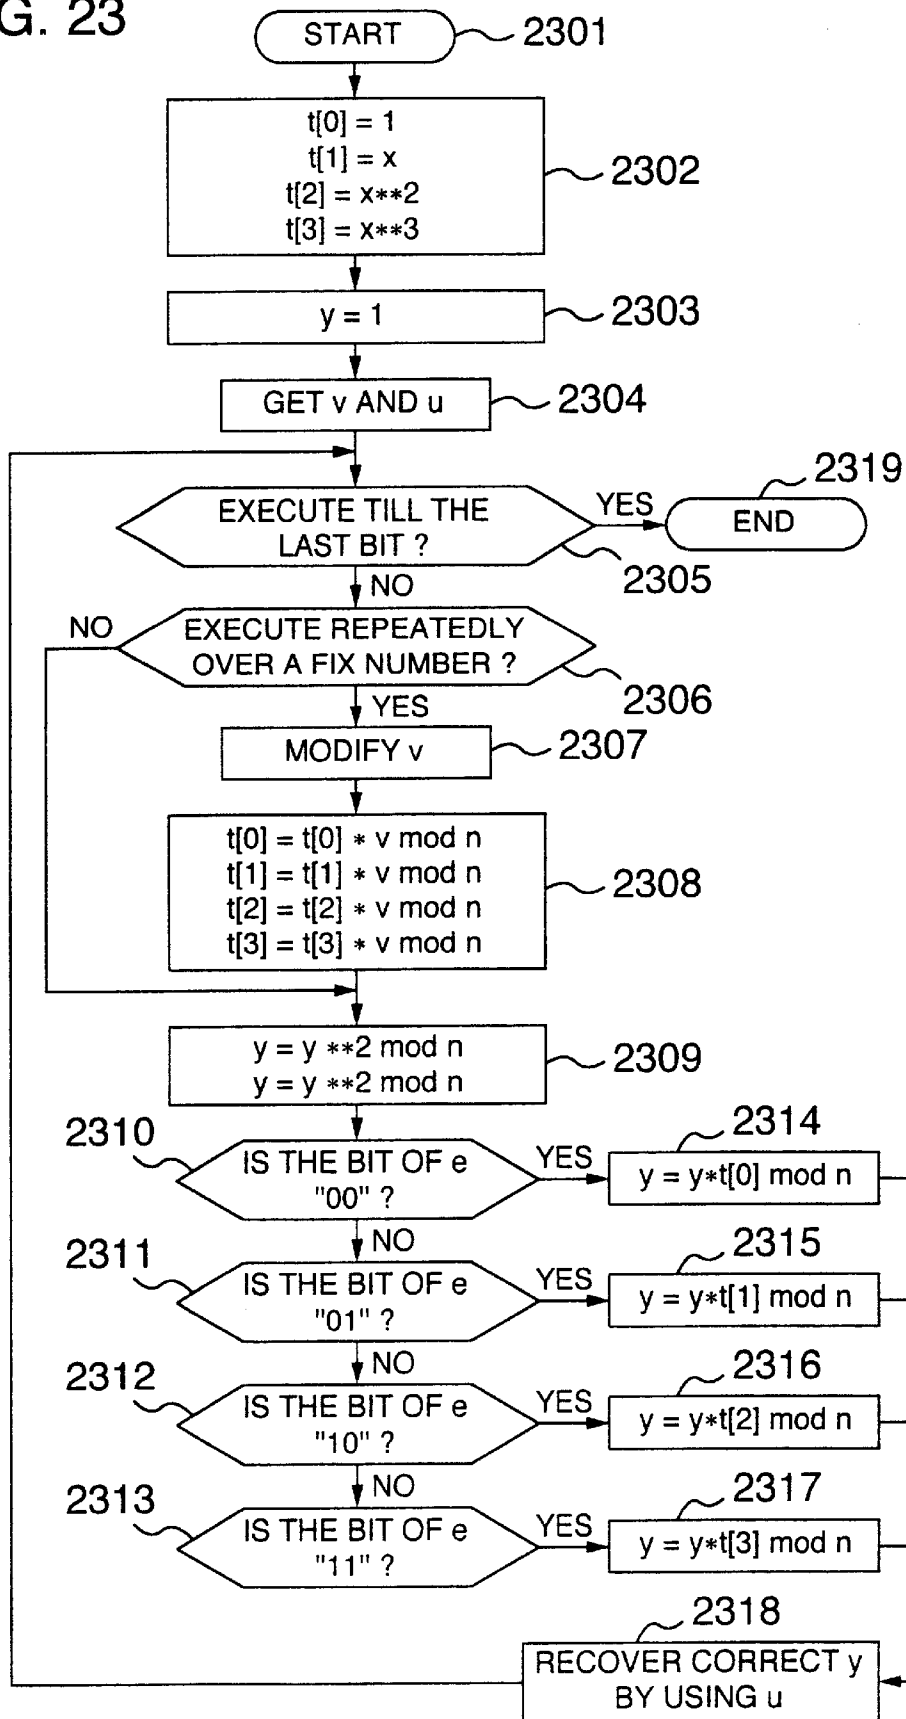 G. 23
START
2301
t[0] = 1
t[1] = x
t[2] = x**2
t[3] = x**3
2302
y = 1
2303
GET v AND u
2304
EXECUTE TILL THE
LAST BIT ?
YES
2319
END
2305
NO
EXECUTE REPEATEDLY
OVER A FIX NUMBER ?
NO
2306
YES
MODIFY v
2307
t[0] = t[0] * v mod n
t[1] = t[1] * v mod n
t[2] = t[2] * v mod n
t[3] = t[3] * v mod n
2308
y = y **2 mod n
y = y **2 mod n
2309
2310
IS THE BIT OF e
"00" ?
YES
2314
y = y*t[0] mod n
NO
2311
IS THE BIT OF e
"01" ?
YES
2315
y = y*t[1] mod n
NO
2312
IS THE BIT OF e
"10" ?
YES
2316
y = y*t[2] mod n
NO
2313
IS THE BIT OF e
"11" ?
YES
2317
y = y*t[3] mod n
2318
RECOVER CORRECT y
BY USING u